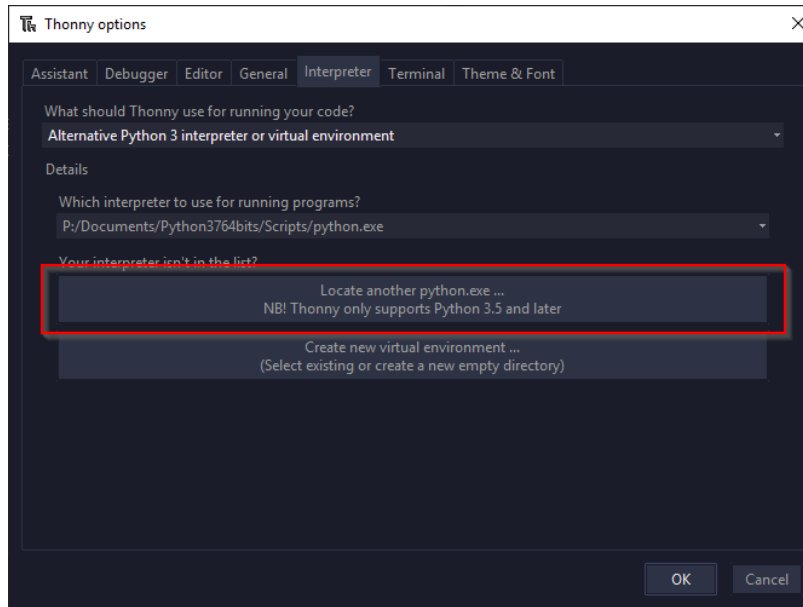 Thonny options
Assistant Debugger Editor General Interpreter Terminal Theme & Font
What should Thonny use for running your code?
Alternative Python 3 interpreter or virtual environment
Details
Which interpreter to use for running programs?
P:/Documents/Python3764bits/Scripts/python.exe
Your interpreter isn't in the list?
Locate another python.exe ...
NB! Thonny only supports Python 3.5 and later
Create new virtual environment ...
(Select existing or create a new empty directory)
OK Cancel